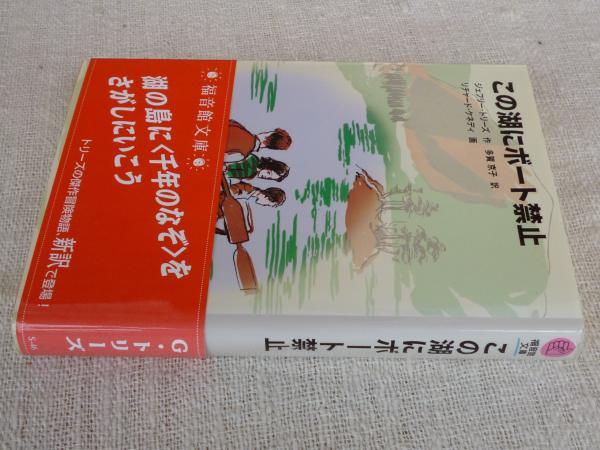 この湖にボート禁止
ジェフリー・トリーズ 作 多賀京子 訳
リチャード・ケネディ 画
福音館文庫
湖の島に〈千年のなぞ〉を
さがしにいこう
トリーズの傑作冒険物語、新訳で登場!
福音館
文庫
この湖にボート禁止
G・トリーズ
S-46